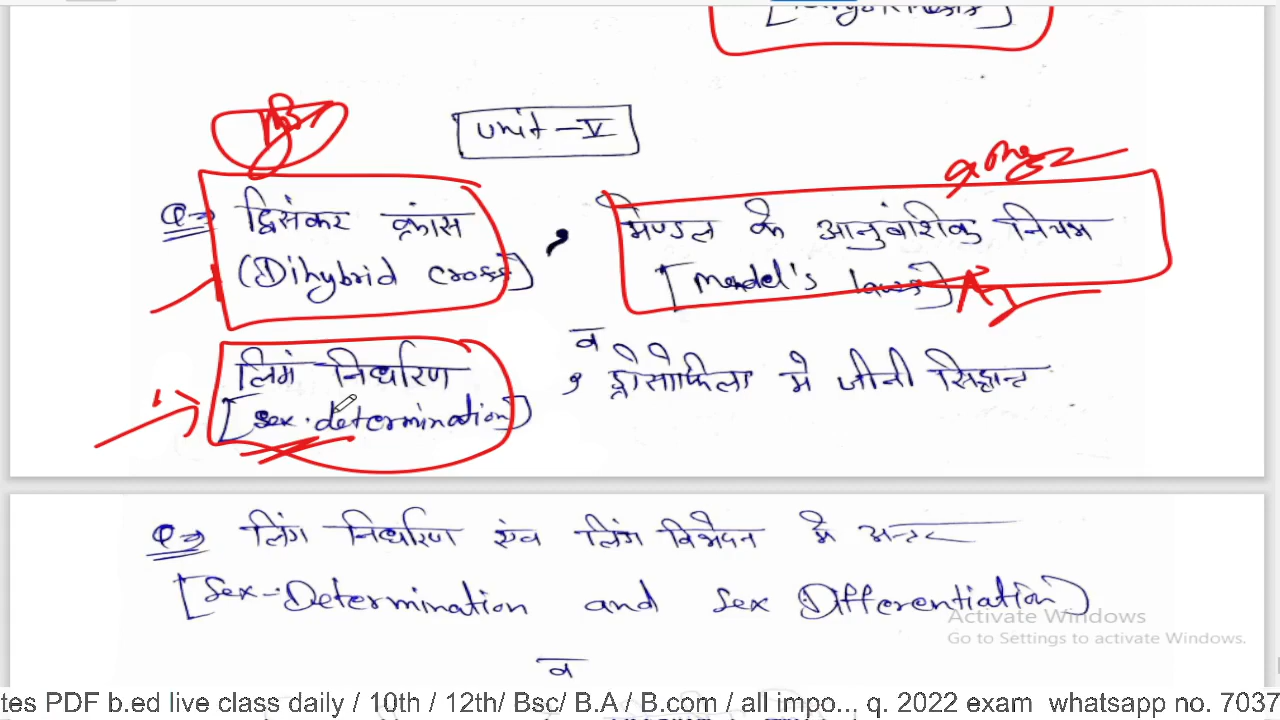 Unit - V
Q⇒ द्विसंकर क्रांस , मेण्डल के आनुवंशिक नियम
(Dihybrid cross) [Mendel's laws]
व
लिंग निर्धारण , ड्रोसोफिला मे जीनी सिद्धान्त
[sex.determination]
Q⇒ लिंग निर्धारण एंव लिंग विभेदन मे अन्तर
[Sex-Determination and Sex Differentiation)
Activate Windows
Go to Settings to activate Windows.
व
tes PDF b.ed live class daily / 10th / 12th/ Bsc/ B.A / B.com / all impo... q. 2022 exam whatsapp no. 7037